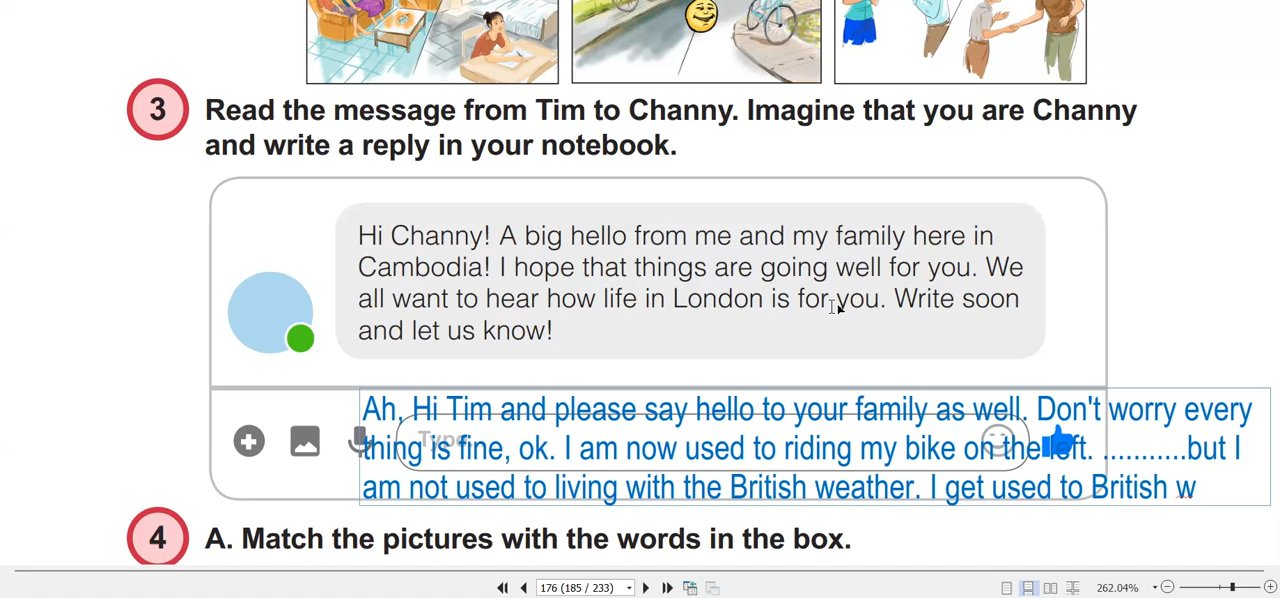 3
Read the message from Tim to Channy. Imagine that you are Channy
and write a reply in your notebook.
Hi Channy! A big hello from me and my family here in
Cambodia! I hope that things are going well for you. We
all want to hear how life in London is for you. Write soon
and let us know!
Ah, Hi Tim and please say hello to your family as well. Don't worry every
thing is fine, ok. I am now used to riding my bike on the left. ...........but I
am not used to living with the British weather. I get used to British w
4
A. Match the pictures with the words in the box.
176 (185 / 233)
262.04%